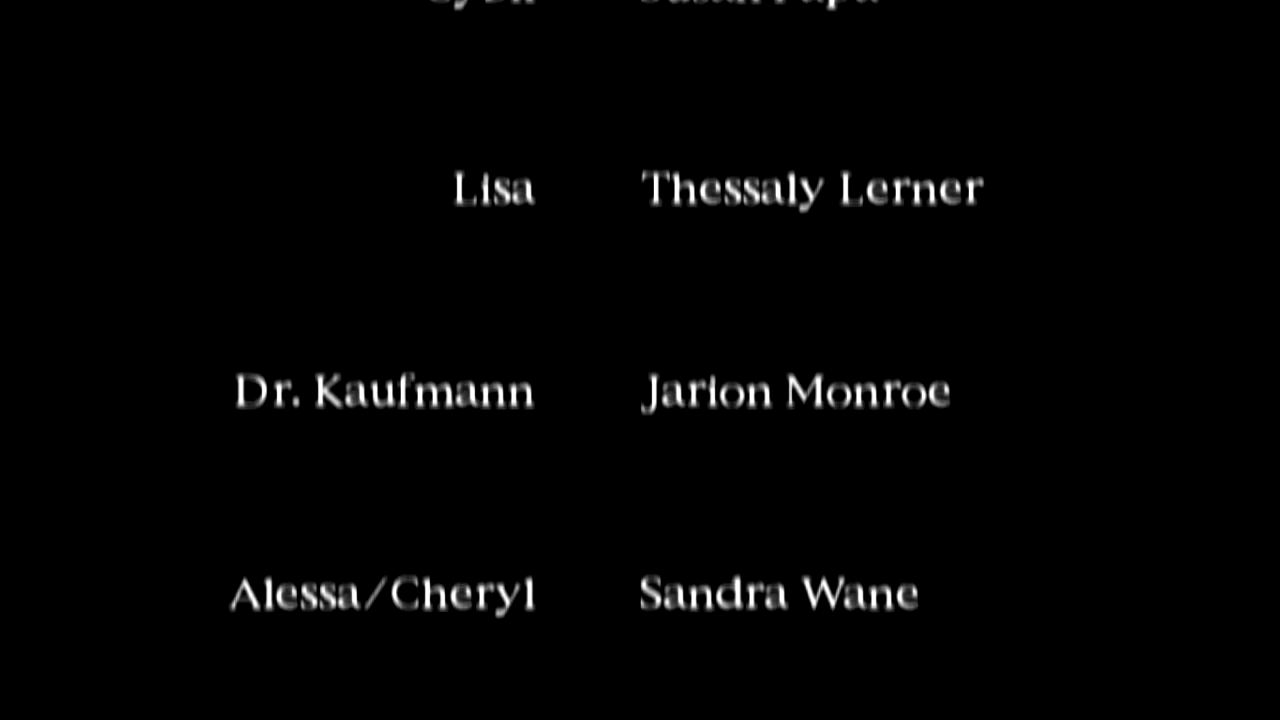 Lisa Thessaly Lerner
Dr. Kaufmann Jarion Monroe
Alessa/Cheryl Sandra Wane